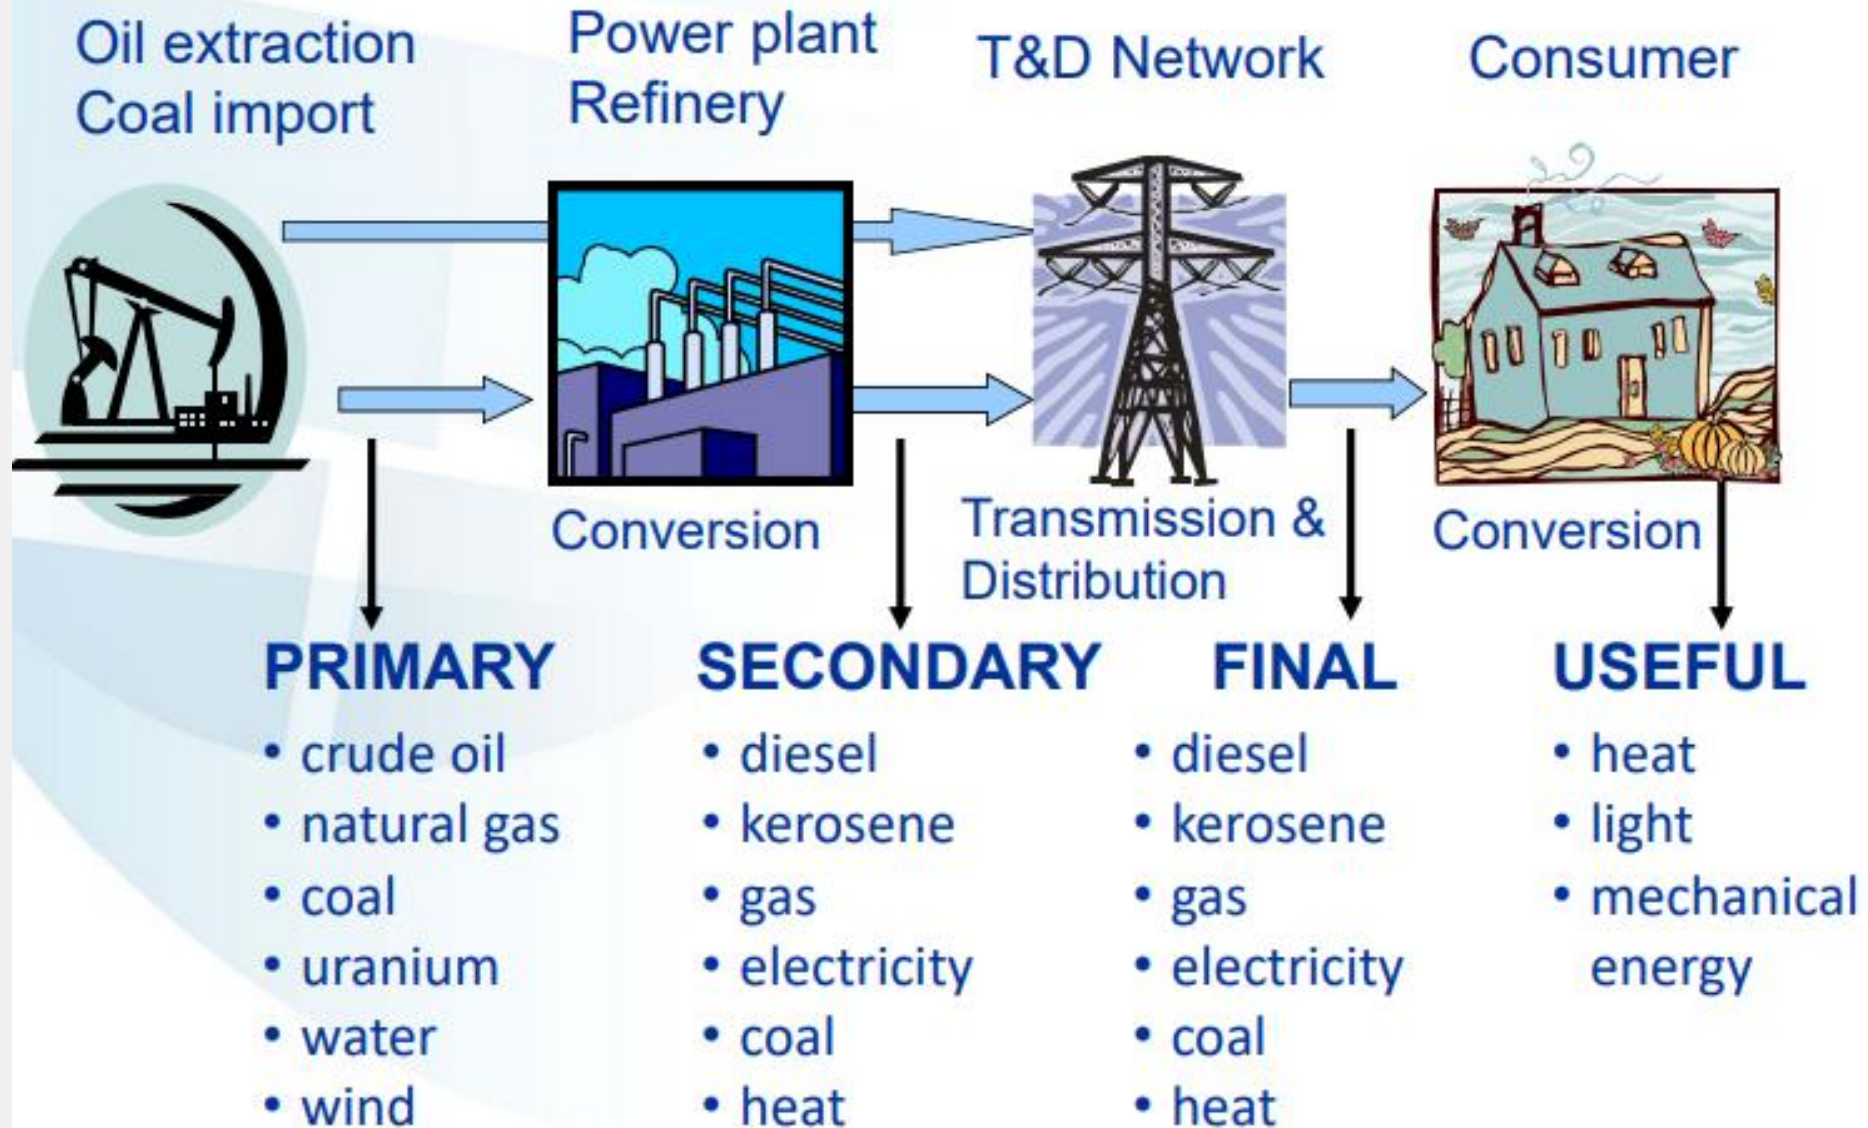 Oil extraction
Coal import
Power plant
Refinery
T&D Network
Consumer
Conversion
Transmission &
Distribution
Conversion
PRIMARY
• crude oil
• natural gas
• coal
• uranium
• water
• wind
SECONDARY
• diesel
• kerosene
• gas
• electricity
• coal
• heat
FINAL
• diesel
• kerosene
• gas
• electricity
• coal
• heat
USEFUL
• heat
• light
• mechanical
energy